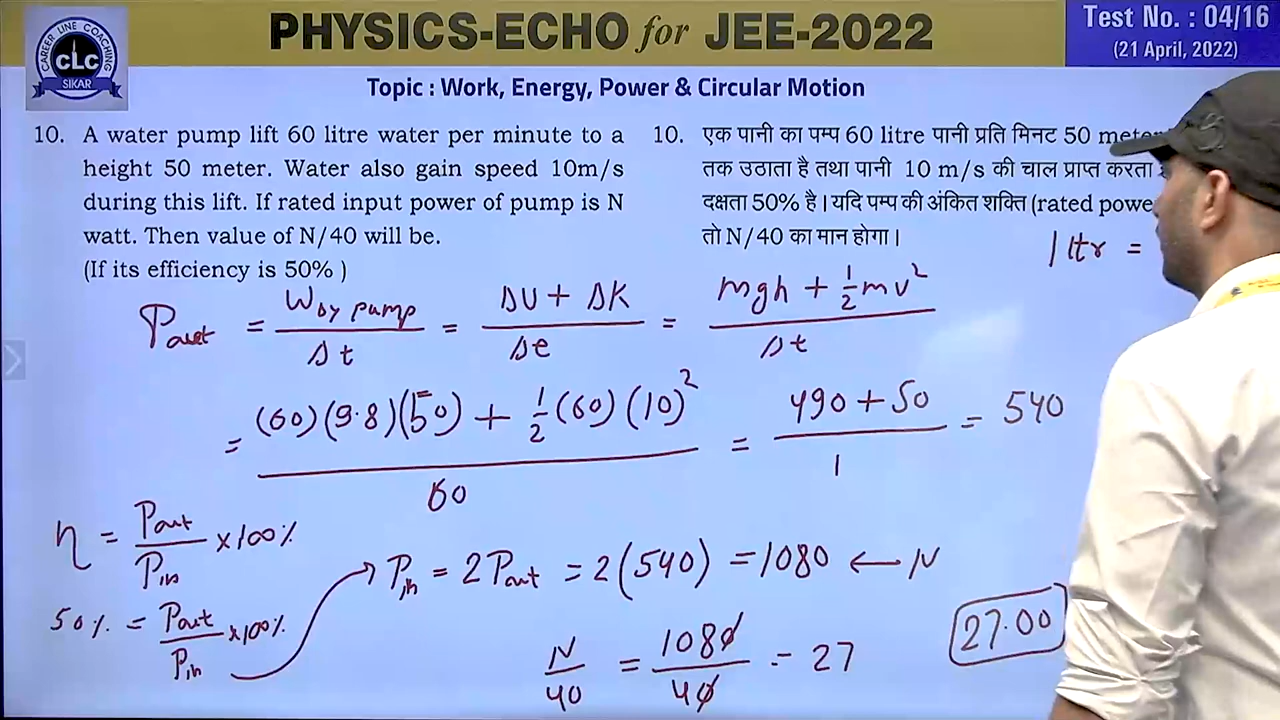 CAREER LINE COACHING
CLC
SIKAR
PHYSICS-ECHO for JEE-2022
Test No. : 04/16
(21 April, 2022)
Topic : Work, Energy, Power & Circular Motion
10. A water pump lift 60 litre water per minute to a
height 50 meter. Water also gain speed 10m/s
during this lift. If rated input power of pump is N
watt. Then value of N/40 will be.
(If its efficiency is 50% )
10. एक पानी का पम्प 60 litre पानी प्रति मिनट 50
तक उठाता है तथा पानी 10 m/s की चाल प्राप्त करता
दक्षता 50% है। यदि पम्प की अंकित शक्ति (rated
तो N/40 का मान होगा।
1 ltr =
Pout = Wby pump / Δt = ΔU + ΔK / Δt = mgh + 1/2 mv² / Δt
= (60)(9.8)(50) + 1/2 (60)(10)² / 60 = 490 + 50 / 1 = 540
η = Pout / Pin × 100%
50% = Pout / Pin × 100%
→ Pin = 2Pout = 2(540) = 1080 ← N
N / 40 = 1080 / 40 = 27
27.00